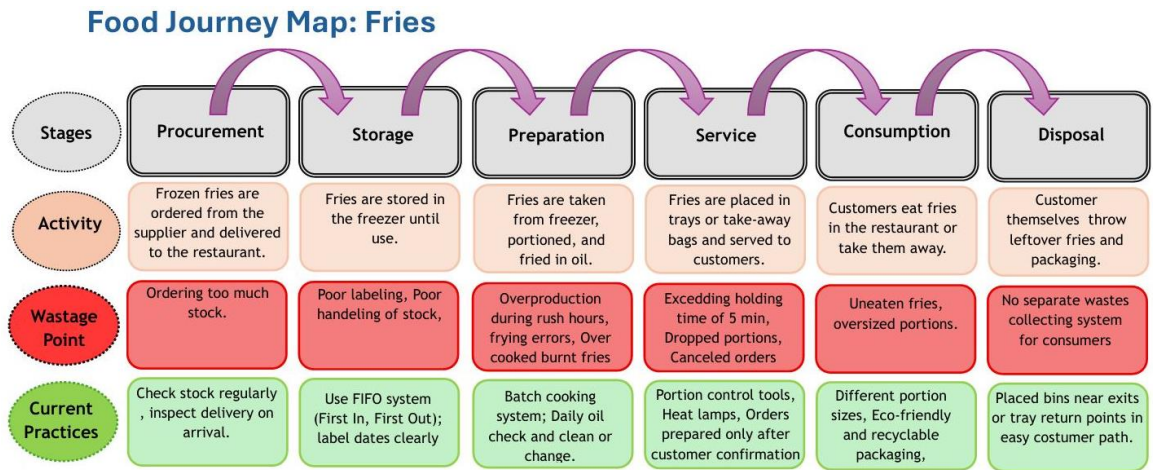 Food Journey Map: Fries
Stages
Procurement
Storage
Preparation
Service
Consumption
Disposal
Activity
Frozen fries are
ordered from the
supplier and delivered
to the restaurant.
Fries are stored in
the freezer until
use.
Fries are taken
from freezer,
portioned, and
fried in oil.
Fries are placed in
trays or take-away
bags and served to
customers.
Customers eat fries
in the restaurant or
take them away.
Customer
themselves throw
leftover fries and
packaging.
Wastage
Point
Ordering too much
stock.
Poor labeling, Poor
handeling of stock,
Overproduction
during rush hours,
frying errors, Over
cooked burnt fries
Excedding holding
time of 5 min,
Dropped portions,
Canceled orders
Uneaten fries,
oversized portions.
No separate wastes
collecting system
for consumers
Current
Practices
Check stock regularly
, inspect delivery on
arrival.
Use FIFO system
(First In, First Out);
label dates clearly
Batch cooking
system; Daily oil
check and clean or
change.
Portion control tools,
Heat lamps, Orders
prepared only after
customer confirmation
Different portion
sizes, Eco-friendly
and recyclable
packaging,
Placed bins near exits
or tray return points in
easy costumer path.